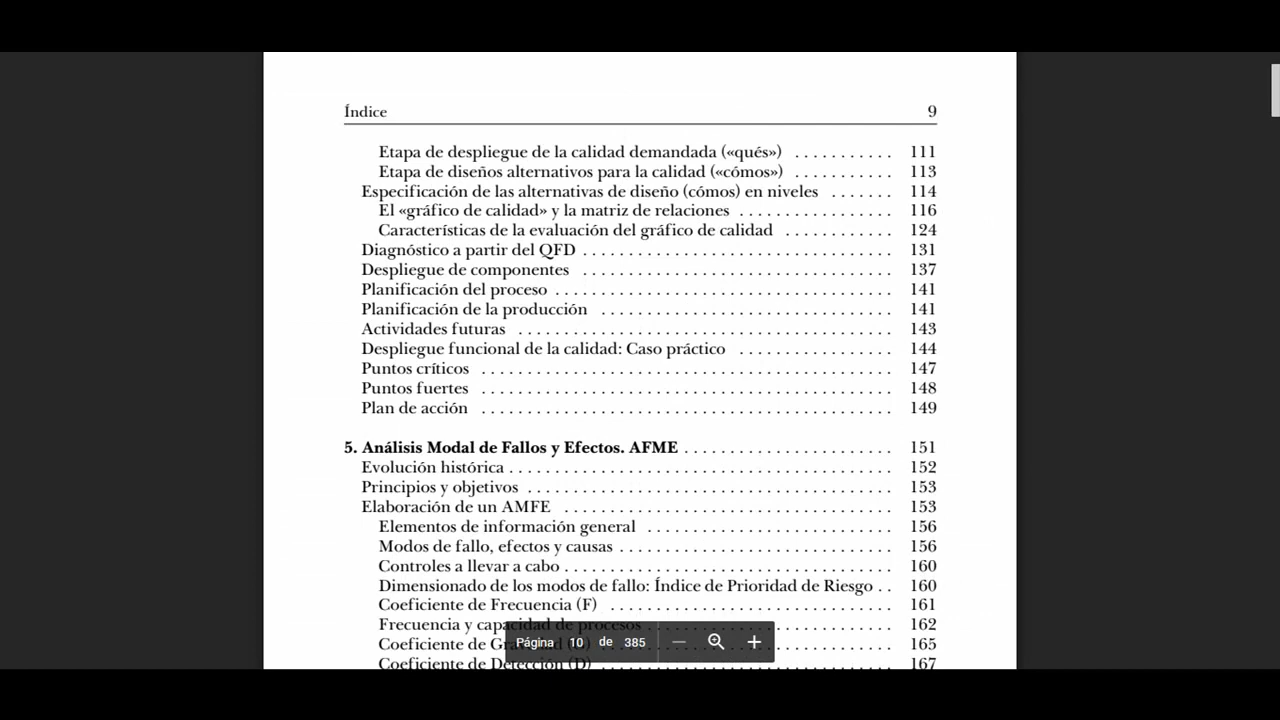 Índice 9
Etapa de despliegue de la calidad demandada («qués») . . . . . . . . . . . 111
Etapa de diseños alternativos para la calidad («cómos») . . . . . . . . . . . . 113
Especificación de las alternativas de diseño (cómos) en niveles . . . . . . . 114
El «gráfico de calidad» y la matriz de relaciones . . . . . . . . . . . . . . . . . 116
Características de la evaluación del gráfico de calidad . . . . . . . . . . . . 124
Diagnóstico a partir del QFD . . . . . . . . . . . . . . . . . . . . . . . . . . . . . . . . . . 131
Despliegue de componentes . . . . . . . . . . . . . . . . . . . . . . . . . . . . . . . . . . 137
Planificación del proceso . . . . . . . . . . . . . . . . . . . . . . . . . . . . . . . . . . . . . 141
Planificación de la producción . . . . . . . . . . . . . . . . . . . . . . . . . . . . . . . . 141
Actividades futuras . . . . . . . . . . . . . . . . . . . . . . . . . . . . . . . . . . . . . . . . . 143
Despliegue funcional de la calidad: Caso práctico . . . . . . . . . . . . . . . . . 144
Puntos críticos . . . . . . . . . . . . . . . . . . . . . . . . . . . . . . . . . . . . . . . . . . . . . 147
Puntos fuertes . . . . . . . . . . . . . . . . . . . . . . . . . . . . . . . . . . . . . . . . . . . . . 148
Plan de acción . . . . . . . . . . . . . . . . . . . . . . . . . . . . . . . . . . . . . . . . . . . . . 149
5. Análisis Modal de Fallos y Efectos. AFME . . . . . . . . . . . . . . . . . . . . . . . 151
Evolución histórica . . . . . . . . . . . . . . . . . . . . . . . . . . . . . . . . . . . . . . . . . . 152
Principios y objetivos . . . . . . . . . . . . . . . . . . . . . . . . . . . . . . . . . . . . . . . . 153
Elaboración de un AMFE . . . . . . . . . . . . . . . . . . . . . . . . . . . . . . . . . . . . 153
Elementos de información general . . . . . . . . . . . . . . . . . . . . . . . . . . . 156
Modos de fallo, efectos y causas . . . . . . . . . . . . . . . . . . . . . . . . . . . . . . 156
Controles a llevar a cabo . . . . . . . . . . . . . . . . . . . . . . . . . . . . . . . . . . . . 160
Dimensionado de los modos de fallo: Índice de Prioridad de Riesgo . . 160
Coeficiente de Frecuencia (F) . . . . . . . . . . . . . . . . . . . . . . . . . . . . . . . 161
Frecuencia y capacidad de procesos . . . . . . . . . . . . . . . . . . . . . . . . . . . 162
Coeficiente de Gravedad (G) . . . . . . . . . . . . . . . . . . . . . . . . . . . . . . . . 165
Coeficiente de Detección (D) . . . . . . . . . . . . . . . . . . . . . . . . . . . . . . . . 167
Página 10 de 385